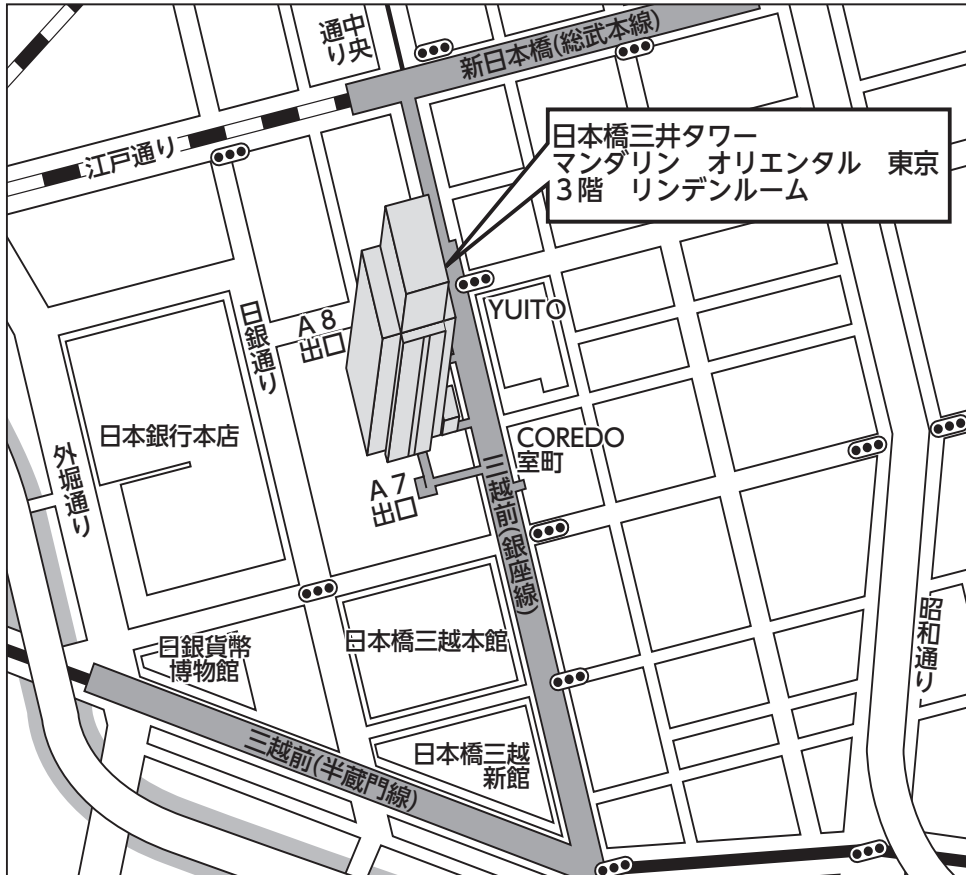 中央
通り
新日本橋(総武本線)
江戸通り
日本橋三井タワー
マンダリン　オリエンタル　東京
３階　リンデンルーム
日銀通り
A 8
出口
YUITO
日本銀行本店
外堀通り
A 7
出口
COREDO
室町
三越前(銀座線)
昭和通り
日銀貨幣
博物館
日本橋三越本館
三越前(半蔵門線)
日本橋三越
新館